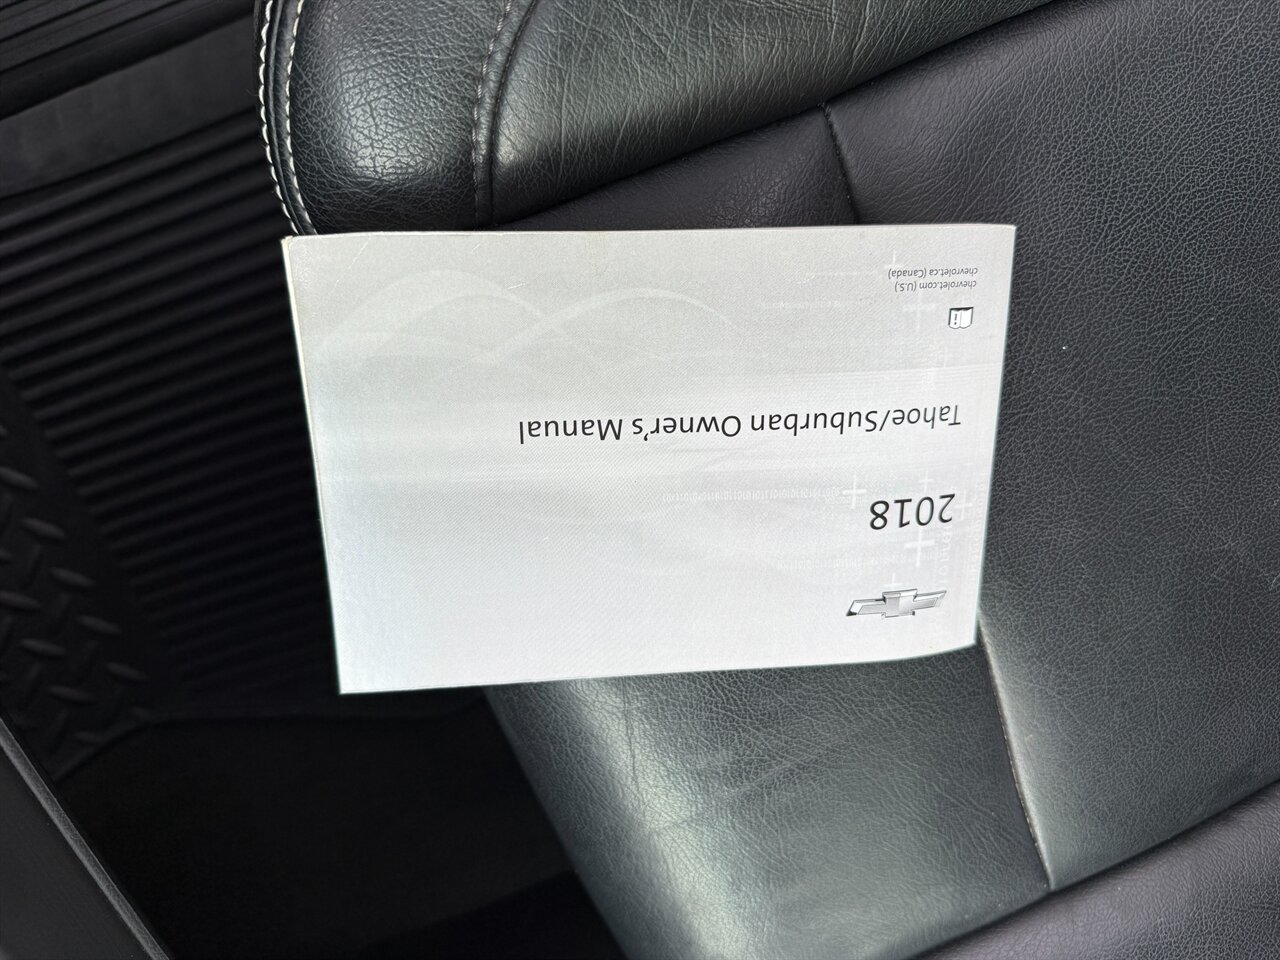 2018
Tahoe/Suburban Owner's Manual
chevrolet.com (U.S.)
chevrolet.ca (Canada)